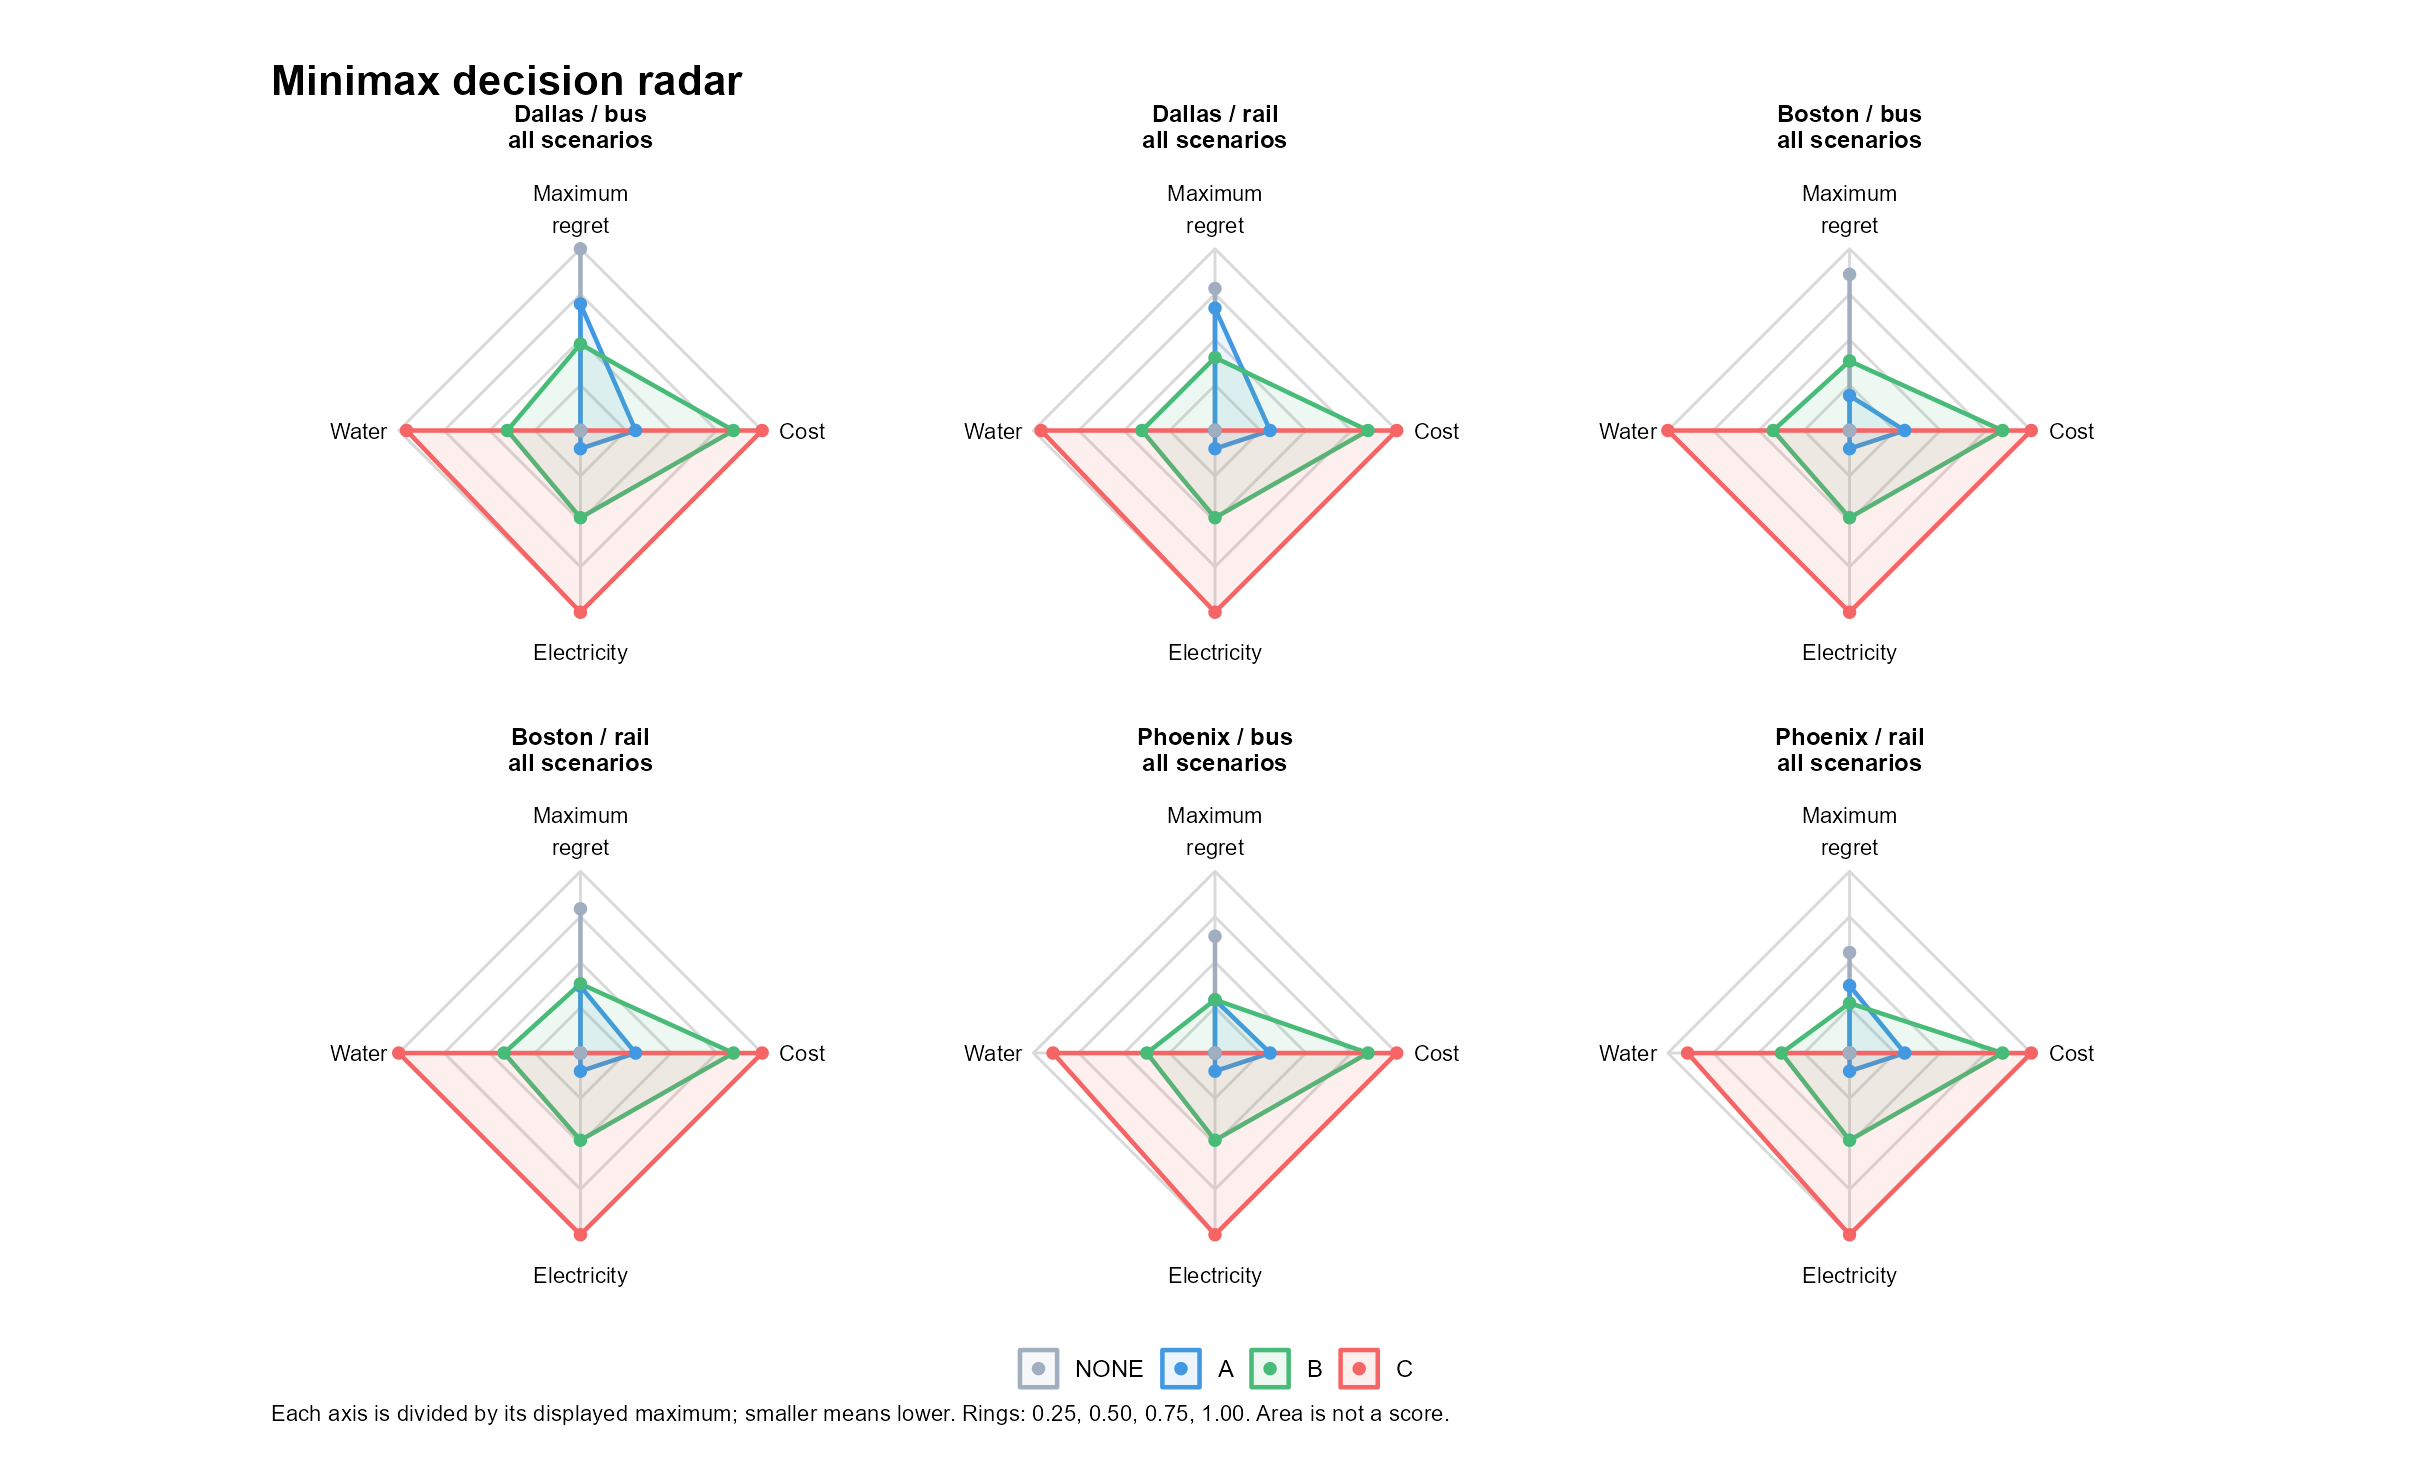 Minimax decision radar
Dallas / bus
all scenarios
Maximum
regret
Water
Cost
Electricity
Dallas / rail
all scenarios
Maximum
regret
Water
Cost
Electricity
Boston / bus
all scenarios
Maximum
regret
Water
Cost
Electricity
Boston / rail
all scenarios
Maximum
regret
Water
Cost
Electricity
Phoenix / bus
all scenarios
Maximum
regret
Water
Cost
Electricity
Phoenix / rail
all scenarios
Maximum
regret
Water
Cost
Electricity
NONE A B C
Each axis is divided by its displayed maximum; smaller means lower. Rings: 0.25, 0.50, 0.75, 1.00. Area is not a score.